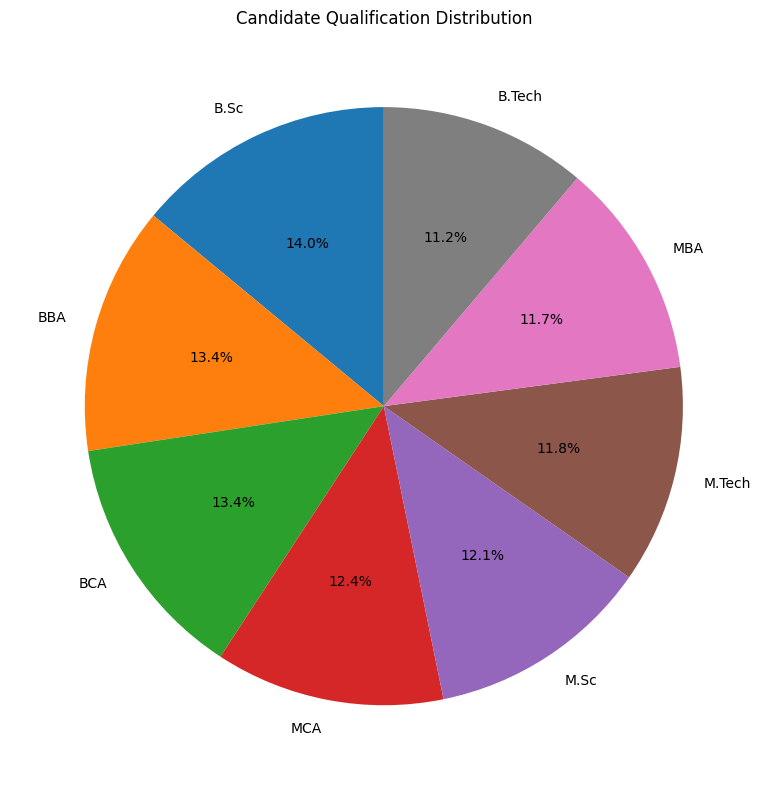 Candidate Qualification Distribution
B.Sc
14.0%
BBA
13.4%
BCA
13.4%
MCA
12.4%
M.Sc
12.1%
M.Tech
11.8%
MBA
11.7%
B.Tech
11.2%